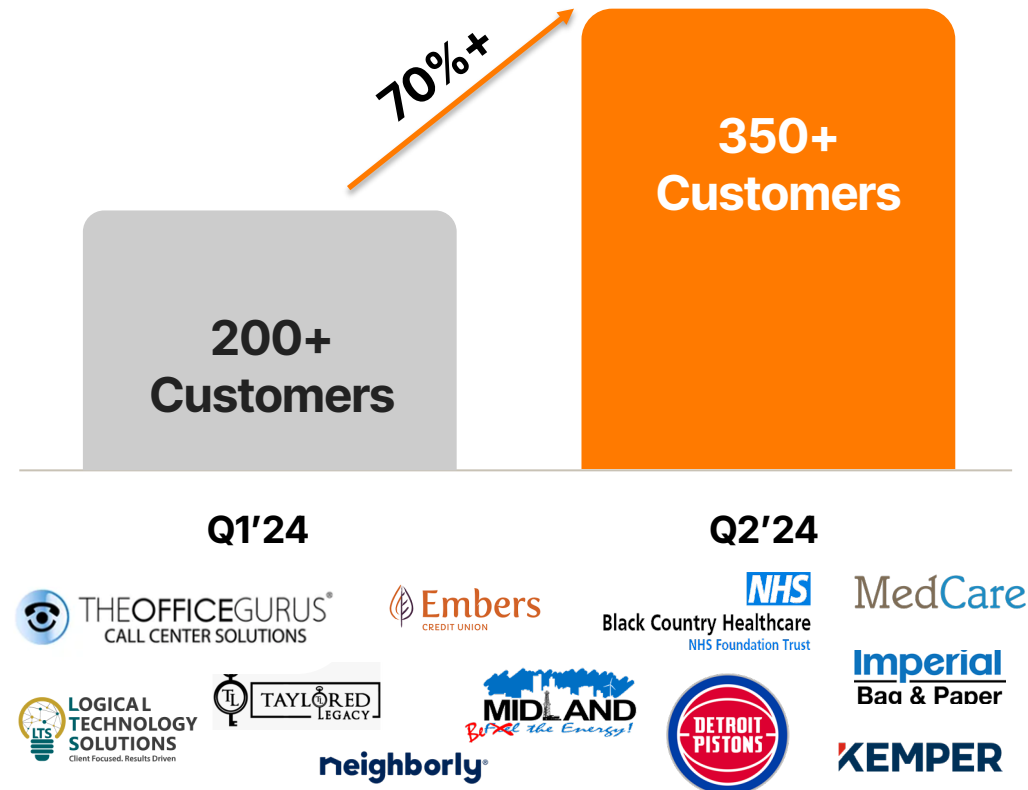 70%+
350+
Customers
200+
Customers
Q1’24
Q2’24
THEOFFICEGURUS®
CALL CENTER SOLUTIONS
Embers
CREDIT UNION
NHS
Black Country Healthcare
NHS Foundation Trust
MedCare
Imperial
Bag & Paper
LTS
LOGICAL
TECHNOLOGY
SOLUTIONS
Client Focused. Results Driven
TL
TAYLORED
LEGACY
MIDLAND
the Energy!
DETROIT
PISTONS
neighborly
KEMPER